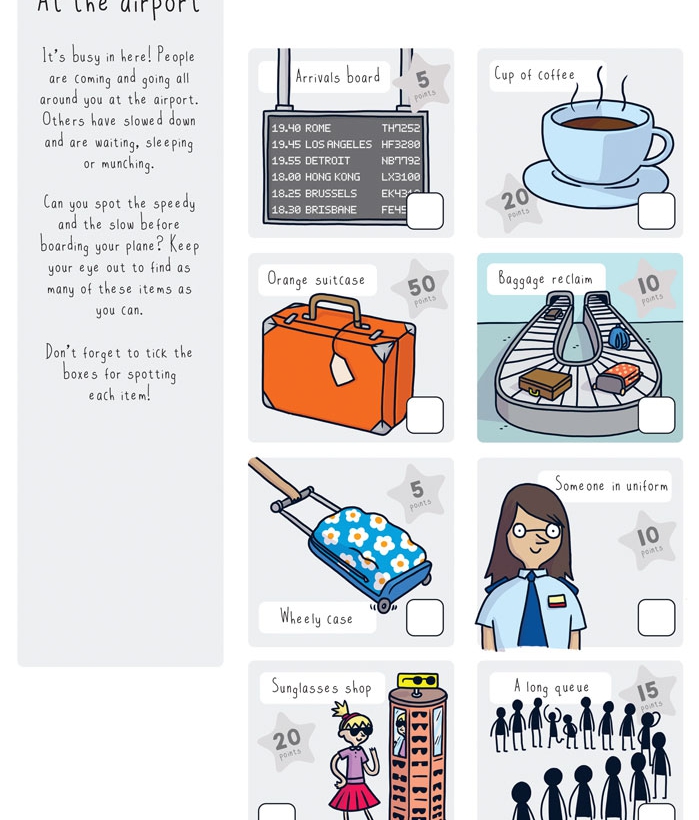 At the airport
It's busy in here! People
are coming and going all
around you at the airport.
Others have slowed down
and are waiting, sleeping
or munching.
Can you spot the speedy
and the slow before
boarding your plane? Keep
your eye out to find as
many of these items as
you can.
Don't forget to tick the
boxes for spotting
each item!
Arrivals board
5
points
19.40 ROME TH7252
19.45 LOS ANGELES HF3280
19.55 DETROIT NB7792
18.00 HONG KONG LX3100
18.25 BRUSSELS
18.30 BRISBANE
Cup of coffee
20
points
Orange suitcase
50
points
Baggage reclaim
10
points
5
points
Wheely case
Someone in uniform
10
points
Sunglasses shop
20
points
A long queue
15
points